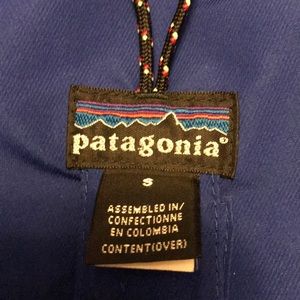 patagonia®
S
ASSEMBLED IN/
CONFECTIONNE
EN COLOMBIA
CONTENT(OVER)